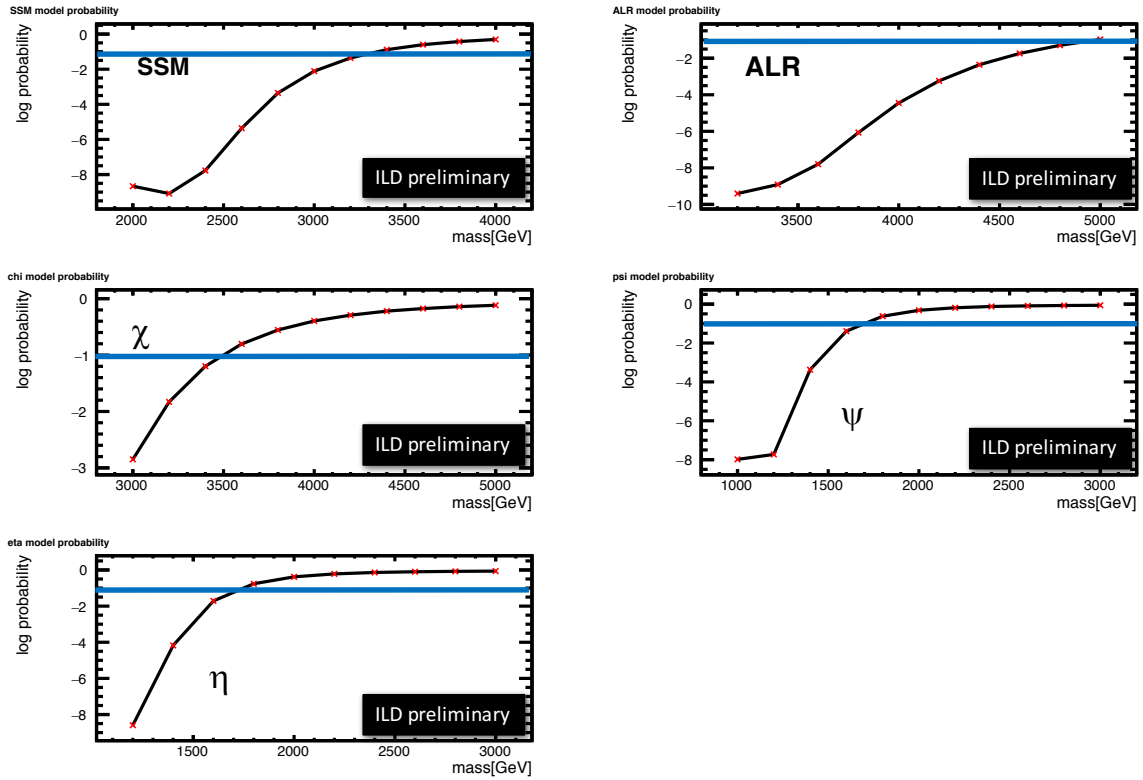 SSM model probability
log probability
0
−2
−4
−6
−8
SSM
ILD preliminary
2000 2500 3000 3500 4000
mass[GeV]
ALR model probability
log probability
−2
−4
−6
−8
−10
ALR
ILD preliminary
3500 4000 4500 5000
mass[GeV]
chi model probability
log probability
0
−1
−2
−3
χ
ILD preliminary
3000 3500 4000 4500 5000
mass[GeV]
psi model probability
log probability
0
−2
−4
−6
−8
ψ
ILD preliminary
1000 1500 2000 2500 3000
mass[GeV]
eta model probability
log probability
0
−2
−4
−6
−8
η
ILD preliminary
1500 2000 2500 3000
mass[GeV]